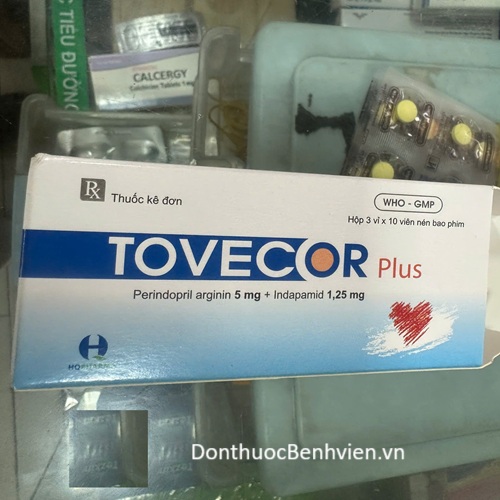 TIỂU ĐƯỜNG
CALCERGY
Rx
Thuốc kê đơn
WHO - GMP
Hộp 3 vỉ x 10 viên nén bao phim
TOVECOR Plus
Perindopril arginin 5 mg + Indapamid 1,25 mg
DonthuocBenhvien.vn